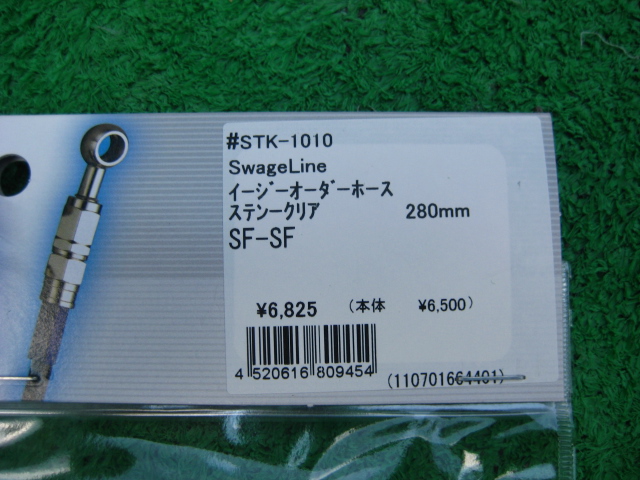 #STK-1010
SwageLine
ｲｰｼﾞｰｵｰﾀﾞｰﾎｰｽ
ｽﾃﾝｰｸﾘｱ 280mm
SF-SF
¥6,825 (本体 ¥6,500)
4 520616 809454